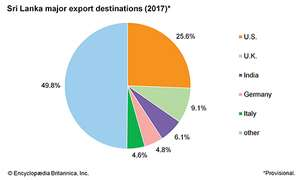 Sri Lanka major export destinations (2017)*
25.6%
9.1%
6.1%
4.8%
4.6%
49.8%
U.S.
U.K.
India
Germany
Italy
other
© Encyclopædia Britannica, Inc.
*Provisional.